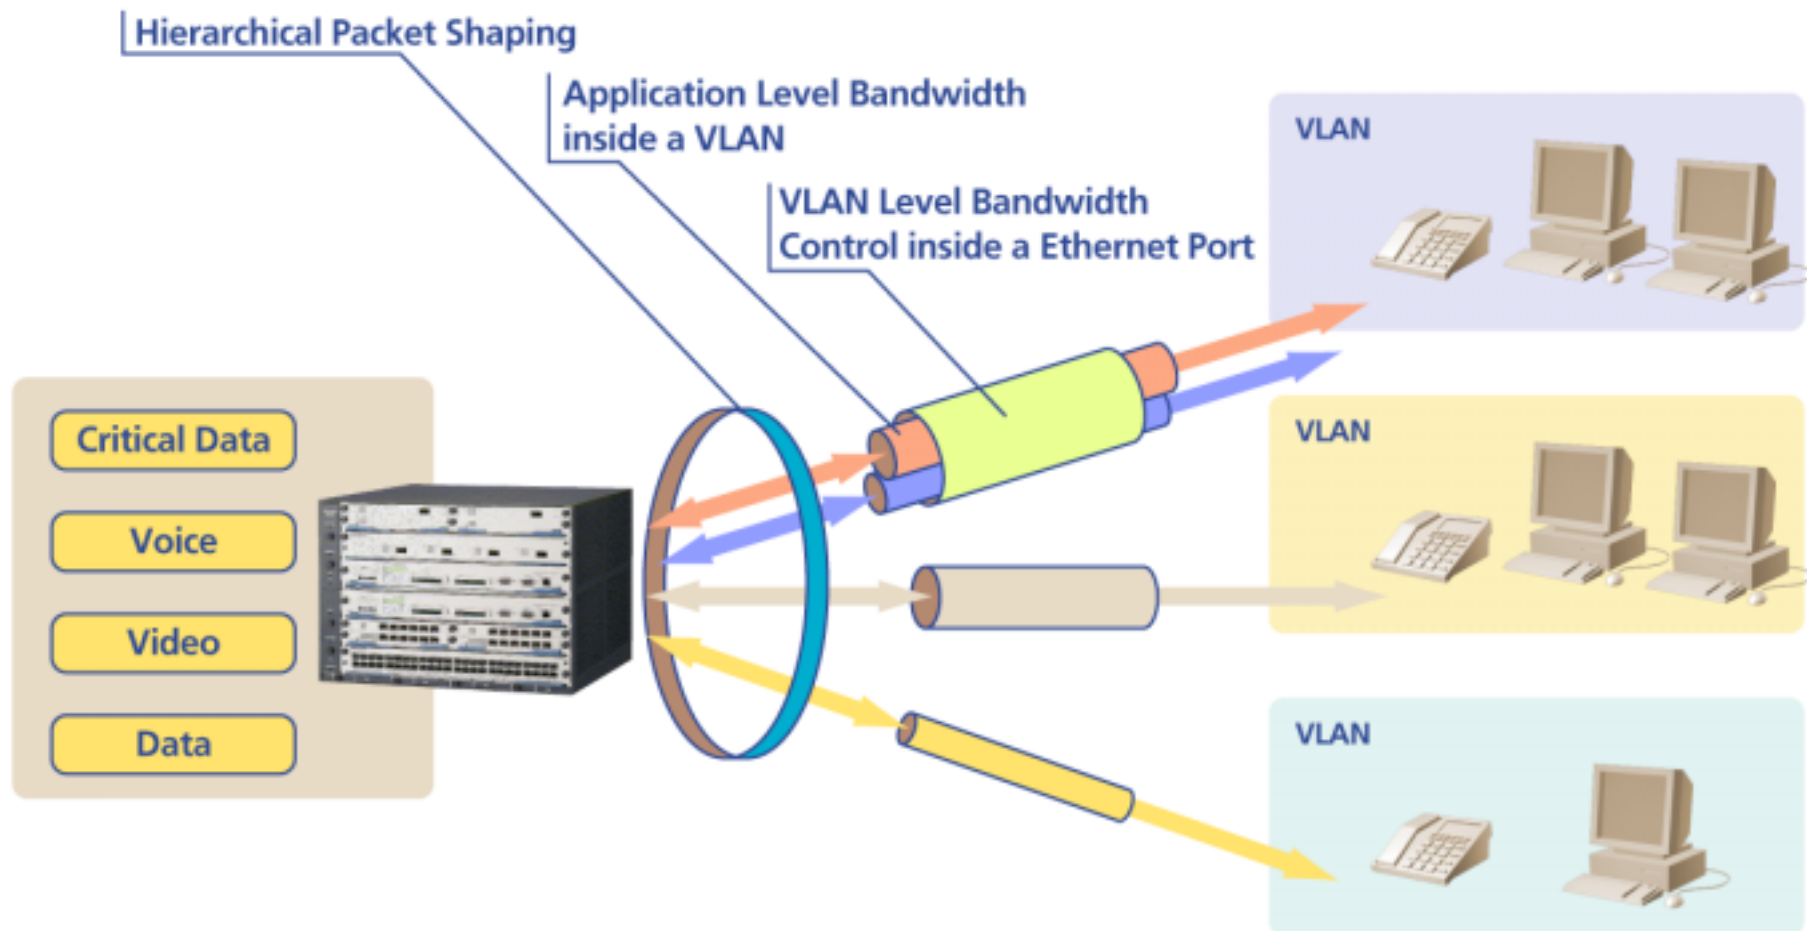 Hierarchical Packet Shaping
Application Level Bandwidth
inside a VLAN
VLAN Level Bandwidth
Control inside a Ethernet Port
VLAN
VLAN
VLAN
Critical Data
Voice
Video
Data